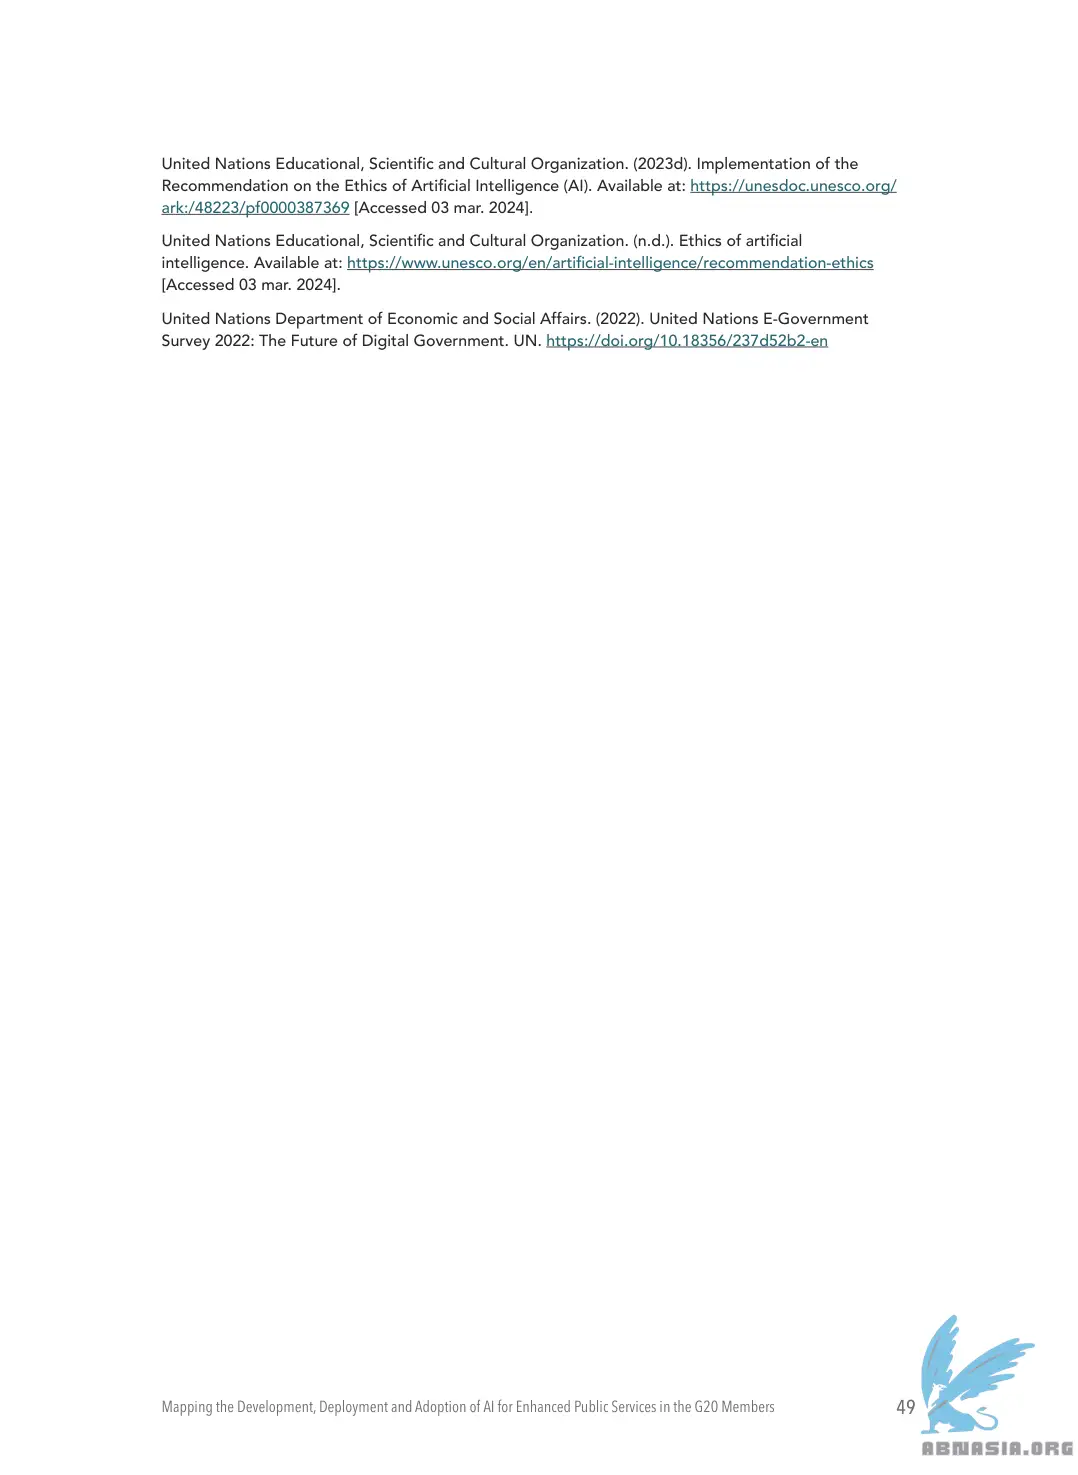 United Nations Educational, Scientific and Cultural Organization. (2023d). Implementation of the
Recommendation on the Ethics of Artificial Intelligence (AI). Available at: https://unesdoc.unesco.org/
ark:/48223/pf0000387369 [Accessed 03 mar. 2024].
United Nations Educational, Scientific and Cultural Organization. (n.d.). Ethics of artificial
intelligence. Available at: https://www.unesco.org/en/artificial-intelligence/recommendation-ethics
[Accessed 03 mar. 2024].
United Nations Department of Economic and Social Affairs. (2022). United Nations E-Government
Survey 2022: The Future of Digital Government. UN. https://doi.org/10.18356/237d52b2-en
Mapping the Development, Deployment and Adoption of AI for Enhanced Public Services in the G20 Members 49
ABNASIA.ORG